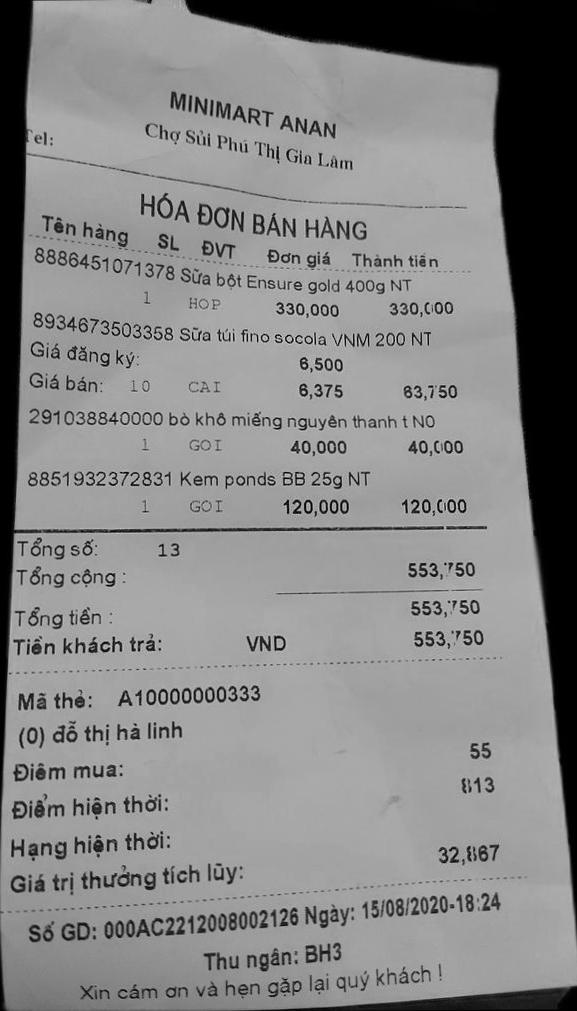 MINIMART ANAN
Chợ Sủi Phú Thị Gia Lâm
Tel:
HÓA ĐƠN BÁN HÀNG
Tên hàng SL ĐVT Đơn giá Thành tiền
8886451071378 Sữa bột Ensure gold 400g NT
1 HOP 330,000 330,000
8934673503358 Sữa túi fino socola VNM 200 NT
Giá đăng ký: 6,500
Giá bán: 10 CAI 6,375 63,750
291038840000 bò khô miếng nguyên thanh t N0
1 GOI 40,000 40,000
8851932372831 Kem ponds BB 25g NT
1 GOI 120,000 120,000
Tổng số: 13
Tổng cộng : 553,750
Tổng tiền : 553,750
Tiền khách trả: VND 553,750
Mã thẻ: A10000000333
(0) đỗ thị hà linh
Điểm mua: 55
Điểm hiện thời: 813
Hạng hiện thời:
Giá trị thưởng tích lũy: 32,867
Số GD: 000AC2212008002126 Ngày: 15/08/2020-18:24
Thu ngân: BH3
Xin cám ơn và hẹn gặp lại quý khách !